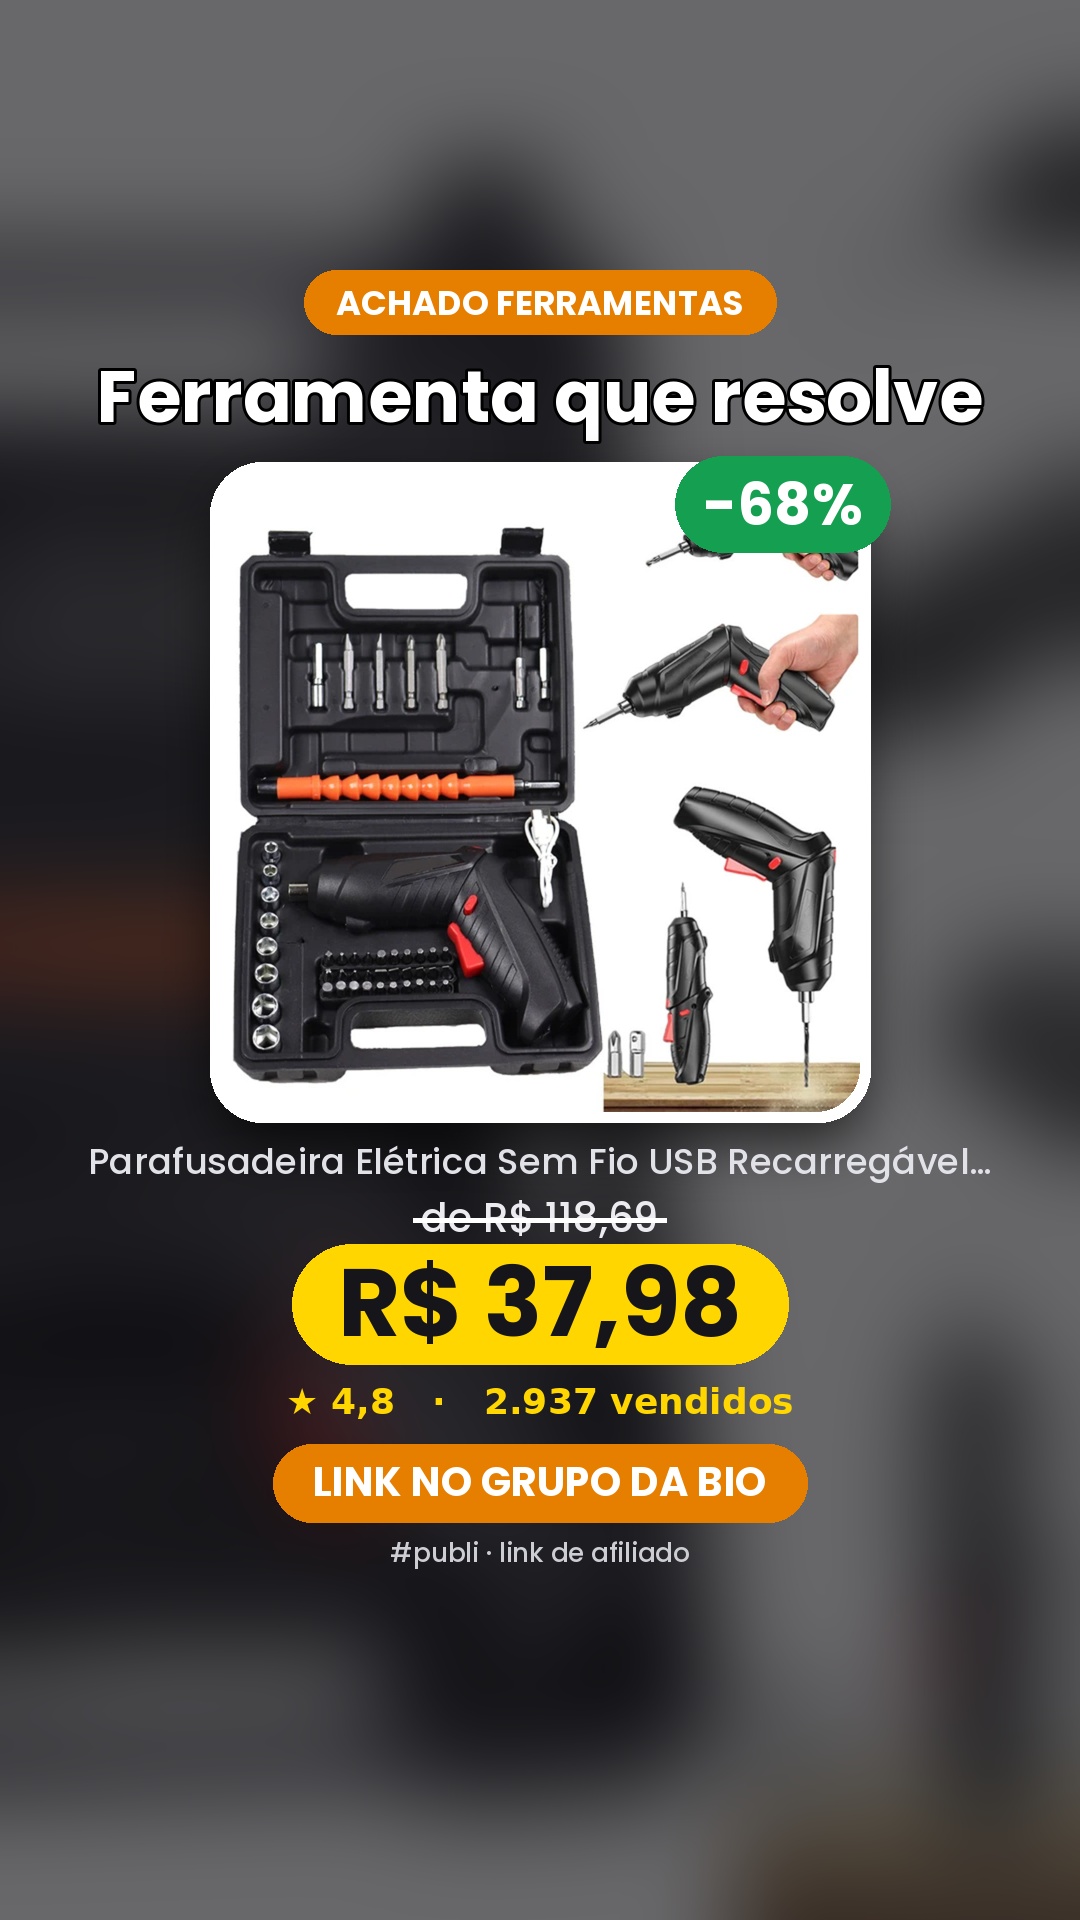 ACHADO FERRAMENTAS
Ferramenta que resolve
-68%
Parafusadeira Elétrica Sem Fio USB Recarregável...
de R$ 118,69
R$ 37,98
★ 4,8 · 2.937 vendidos
LINK NO GRUPO DA BIO
#publi · link de afiliado